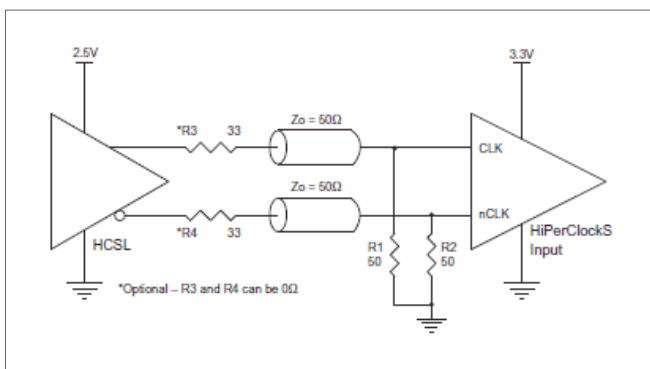 2.5V
3.3V
*R3 33
Zo = 50Ω
CLK
Zo = 50Ω
*R4 33
nCLK
HCSL
HiPerClockS
Input
R1
50
R2
50
*Optional – R3 and R4 can be 0Ω